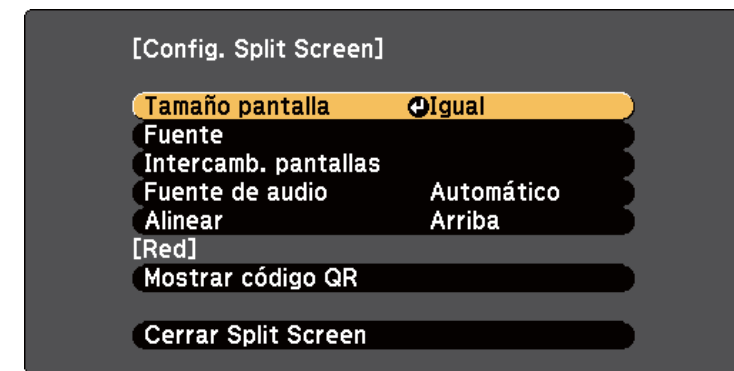 [Config. Split Screen]
Tamaño pantalla Igual
Fuente
Intercamb. pantallas
Fuente de audio Automático
Alinear Arriba
[Red]
Mostrar código QR
Cerrar Split Screen